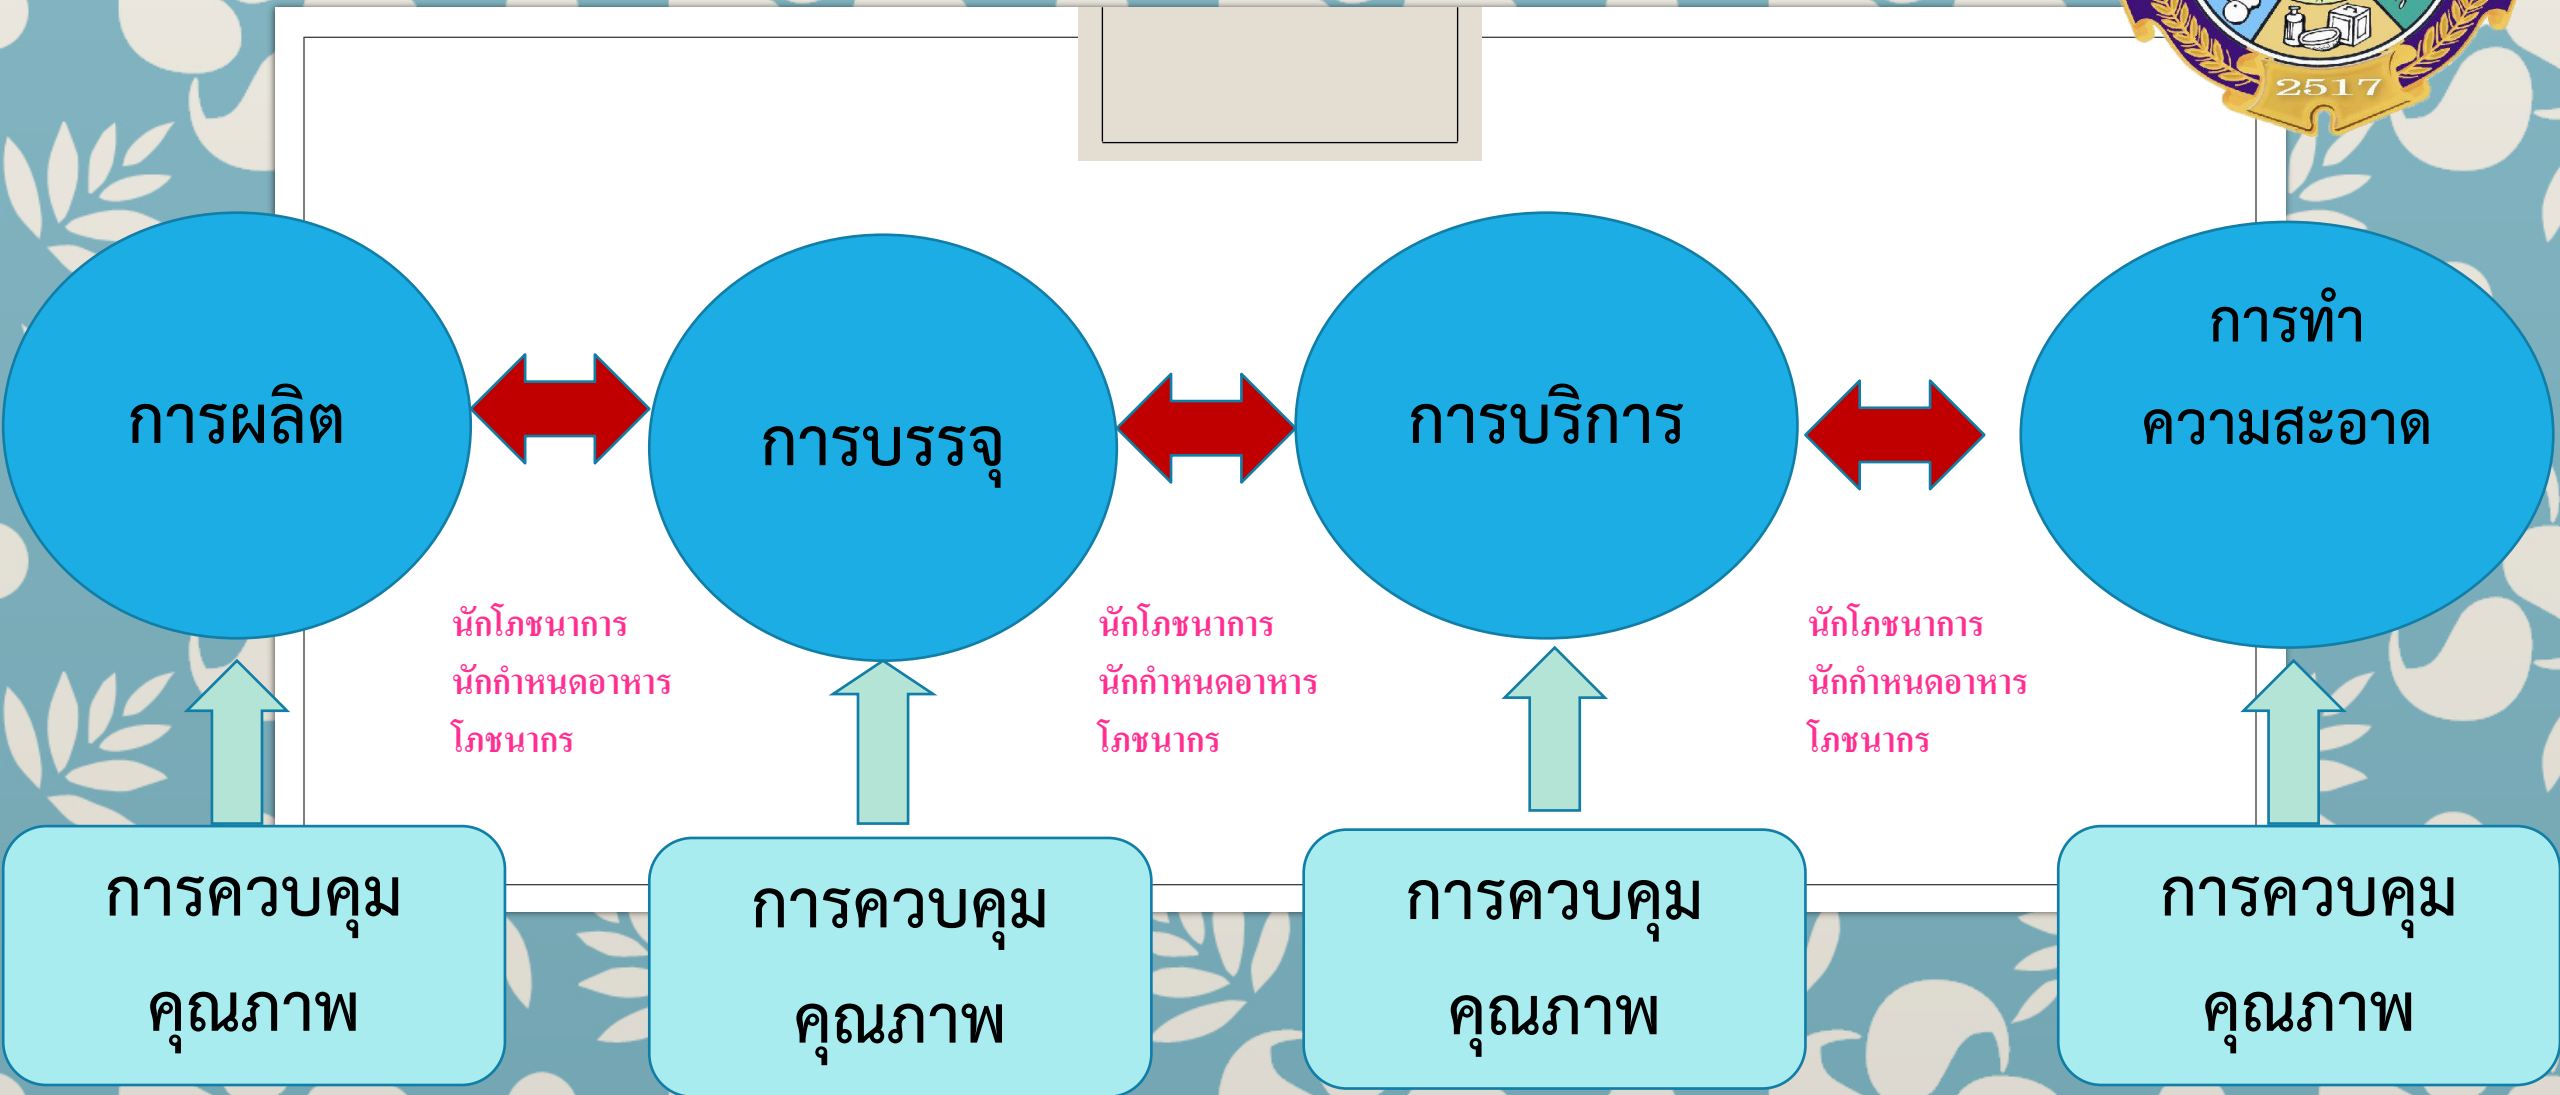 2517
การผลิต
การบรรจุ
การบริการ
การทำ
ความสะอาด
นักโภชนาการ
นักกำหนดอาหาร
โภชนากร
นักโภชนาการ
นักกำหนดอาหาร
โภชนากร
นักโภชนาการ
นักกำหนดอาหาร
โภชนากร
การควบคุม
คุณภาพ
การควบคุม
คุณภาพ
การควบคุม
คุณภาพ
การควบคุม
คุณภาพ